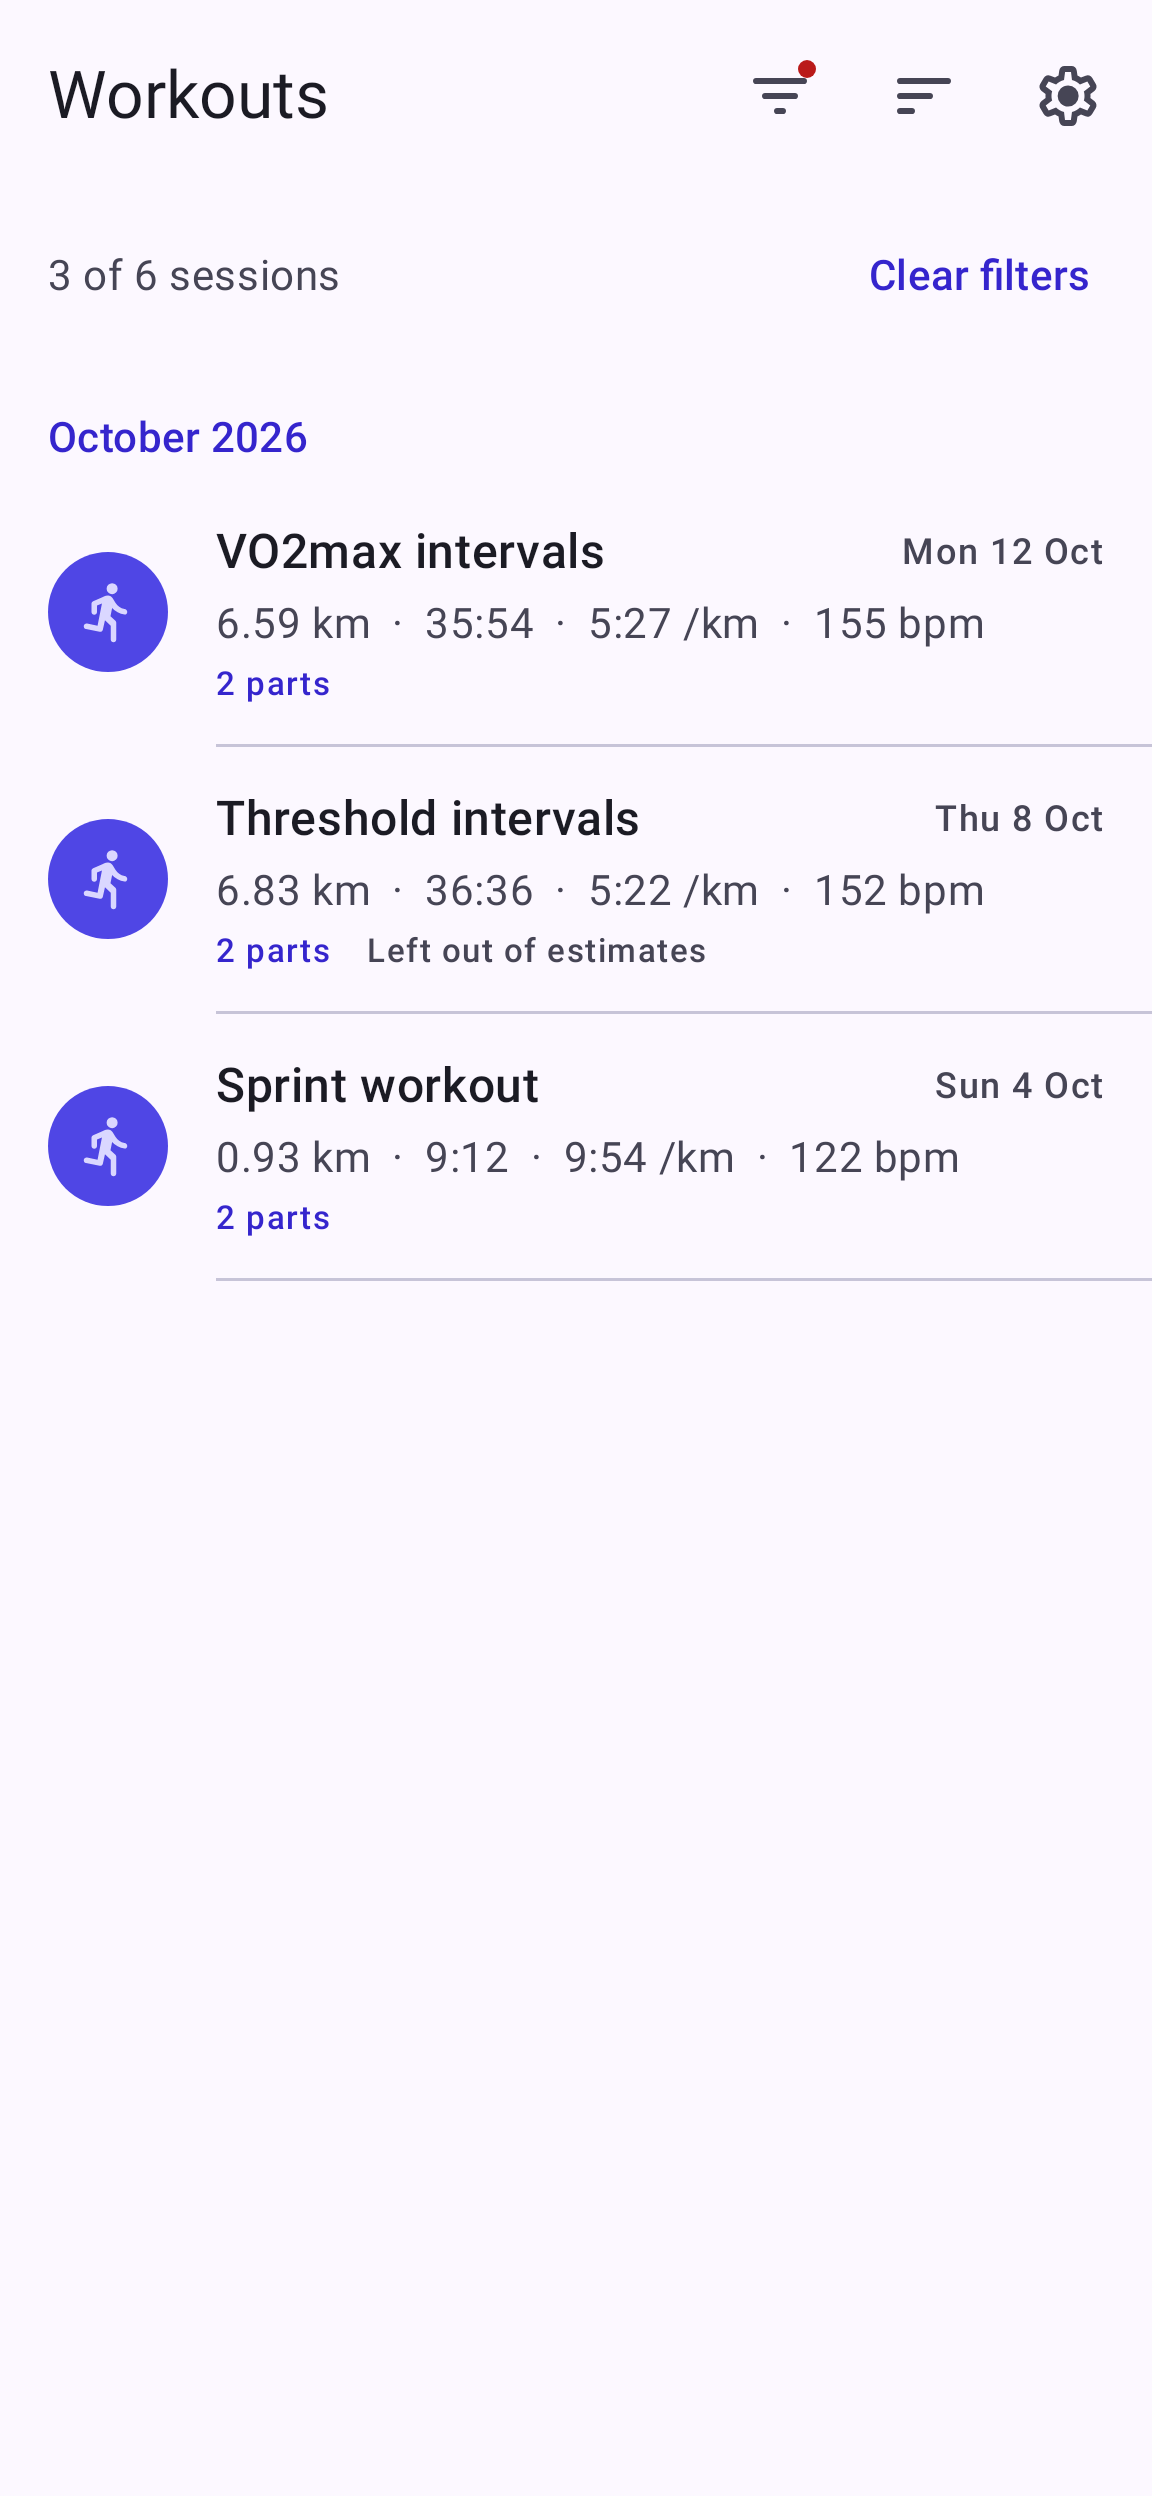 Workouts
3 of 6 sessions
Clear filters
October 2026
VO2max intervals
Mon 12 Oct
6.59 km · 35:54 · 5:27 /km · 155 bpm
2 parts
Threshold intervals
Thu 8 Oct
6.83 km · 36:36 · 5:22 /km · 152 bpm
2 parts Left out of estimates
Sprint workout
Sun 4 Oct
0.93 km · 9:12 · 9:54 /km · 122 bpm
2 parts